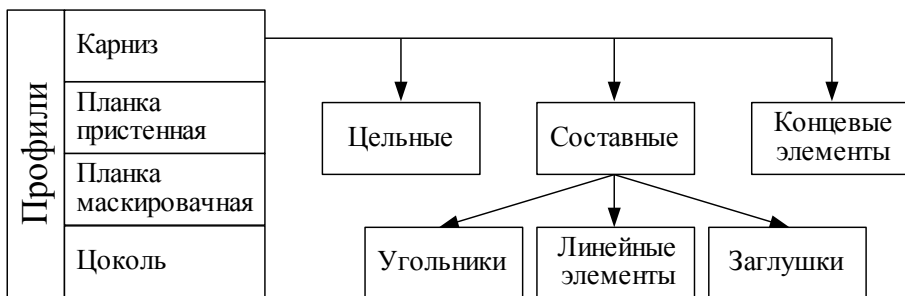 Профили
Карниз
Планка
пристенная
Планка
маскировачная
Цоколь
Цельные
Составные
Концевые
элементы
Угольники
Линейные
элементы
Заглушки